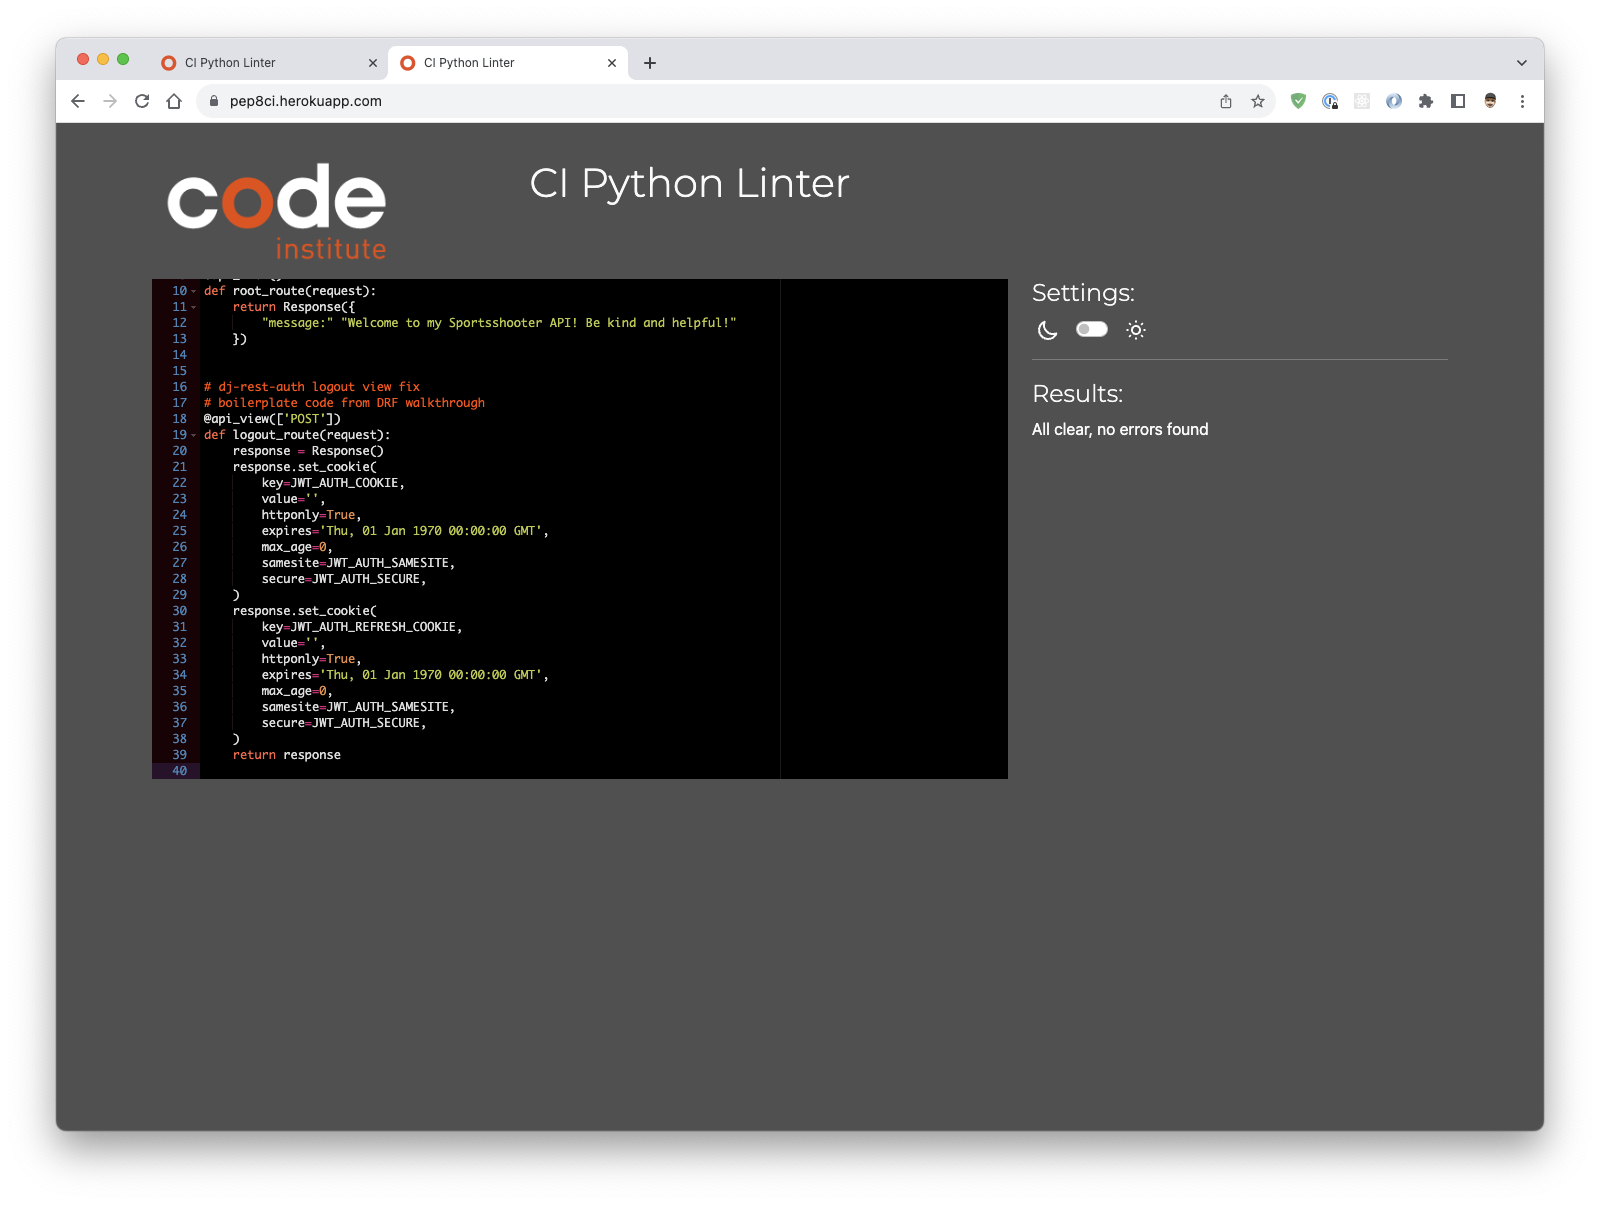 CI Python Linter
CI Python Linter
pep8ci.herokuapp.com
code
institute
CI Python Linter
10 def root_route(request):
11     return Response({
12         "message:" "Welcome to my Sportsshooter API! Be kind and helpful!"
13     })
14
15
16 # dj-rest-auth logout view fix
17 # boilerplate code from DRF walkthrough
18 @api_view(['POST'])
19 def logout_route(request):
20     response = Response()
21     response.set_cookie(
22         key=JWT_AUTH_COOKIE,
23         value='',
24         httponly=True,
25         expires='Thu, 01 Jan 1970 00:00:00 GMT',
26         max_age=0,
27         samesite=JWT_AUTH_SAMESITE,
28         secure=JWT_AUTH_SECURE,
29     )
30     response.set_cookie(
31         key=JWT_AUTH_REFRESH_COOKIE,
32         value='',
33         httponly=True,
34         expires='Thu, 01 Jan 1970 00:00:00 GMT',
35         max_age=0,
36         samesite=JWT_AUTH_SAMESITE,
37         secure=JWT_AUTH_SECURE,
38     )
39     return response
40
Settings:
Results:
All clear, no errors found